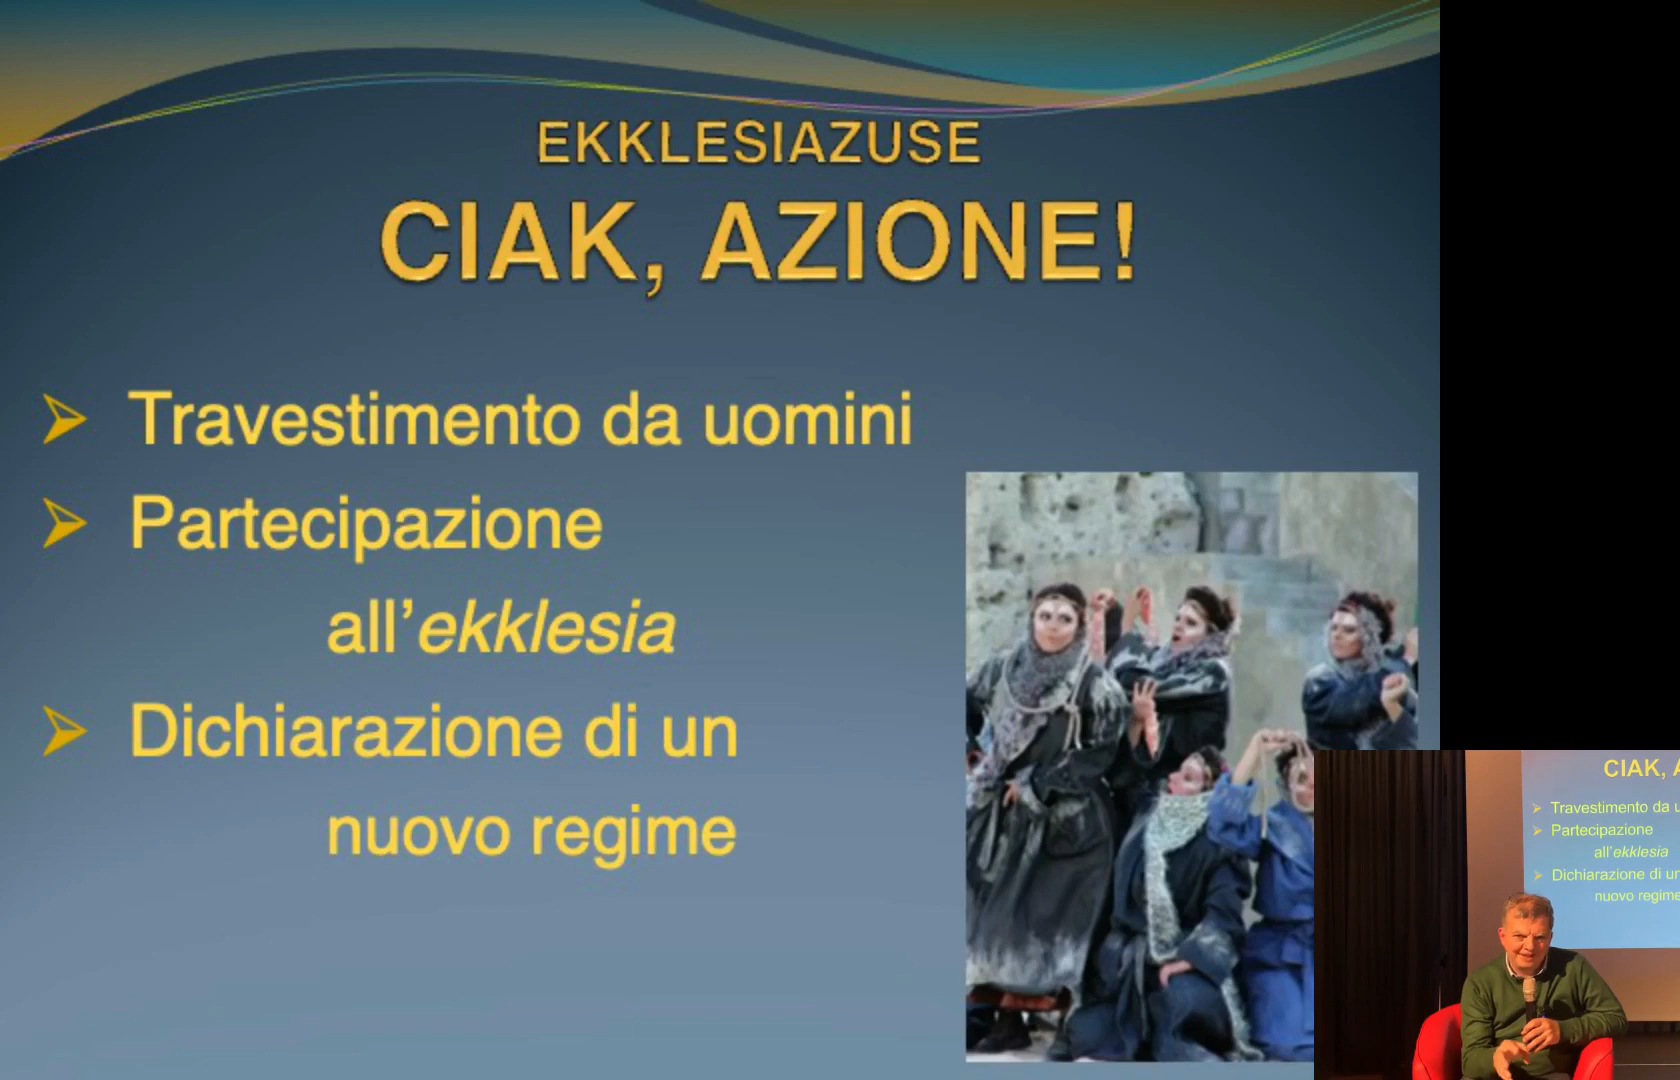 EKKLESIAZUSE
CIAK, AZIONE!
Travestimento da uomini
Partecipazione
all’ekklesia
Dichiarazione di un
nuovo regime
CIAK,
Travestimento da
Partecipazione
all’ekklesia
Dichiarazione di un
nuovo regime